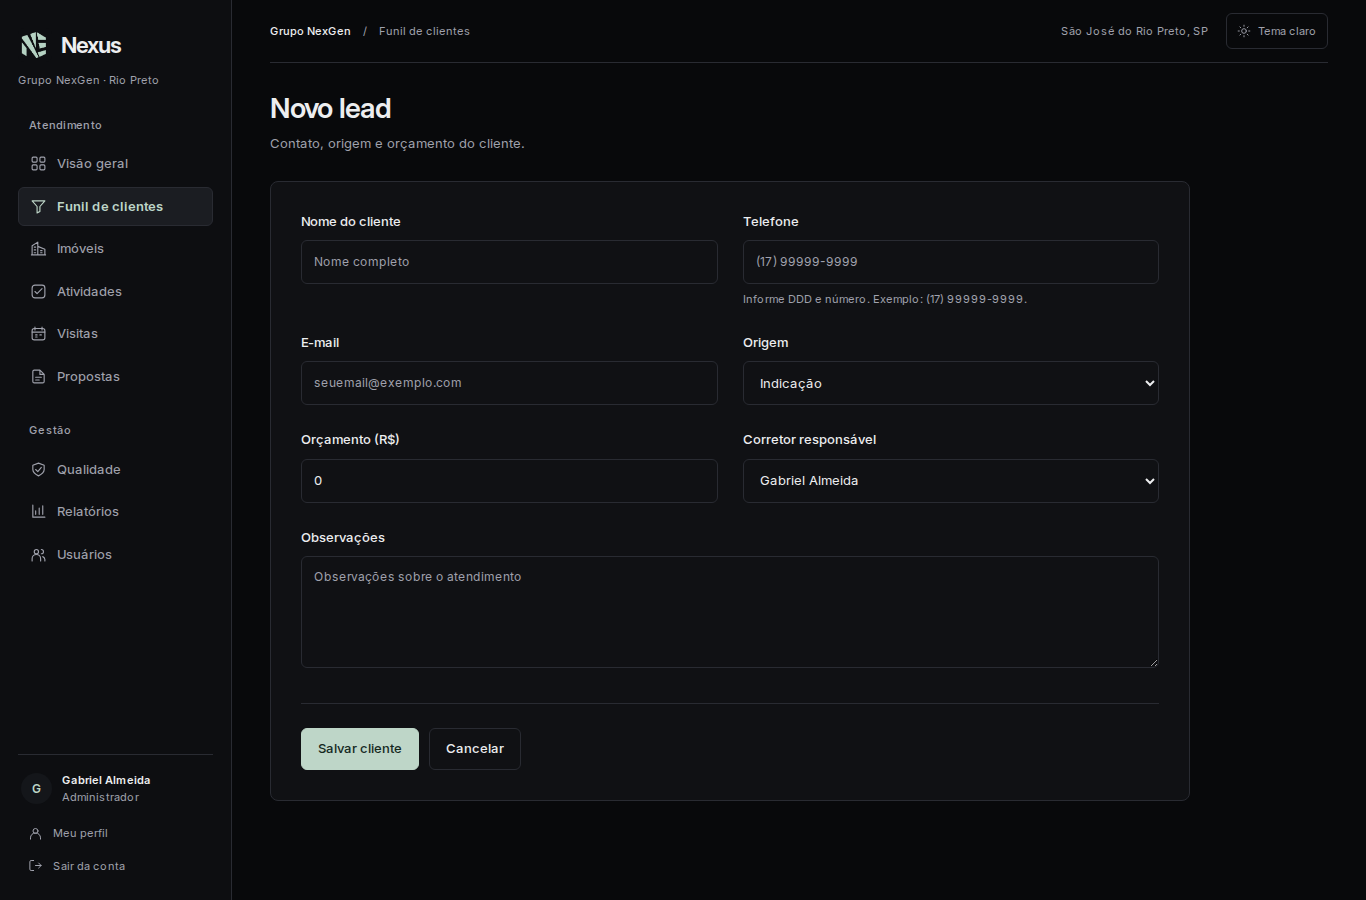 Nexus
Grupo NexGen · Rio Preto
Atendimento
Visão geral
Funil de clientes
Imóveis
Atividades
Visitas
Propostas
Gestão
Qualidade
Relatórios
Usuários
G
Gabriel Almeida
Administrador
Meu perfil
Sair da conta
Grupo NexGen / Funil de clientes
São José do Rio Preto, SP
Tema claro
Novo lead
Contato, origem e orçamento do cliente.
Nome do cliente
Nome completo
Telefone
(17) 99999-9999
Informe DDD e número. Exemplo: (17) 99999-9999.
E-mail
seuemail@exemplo.com
Origem
Indicação
Orçamento (R$)
0
Corretor responsável
Gabriel Almeida
Observações
Observações sobre o atendimento
Salvar cliente
Cancelar